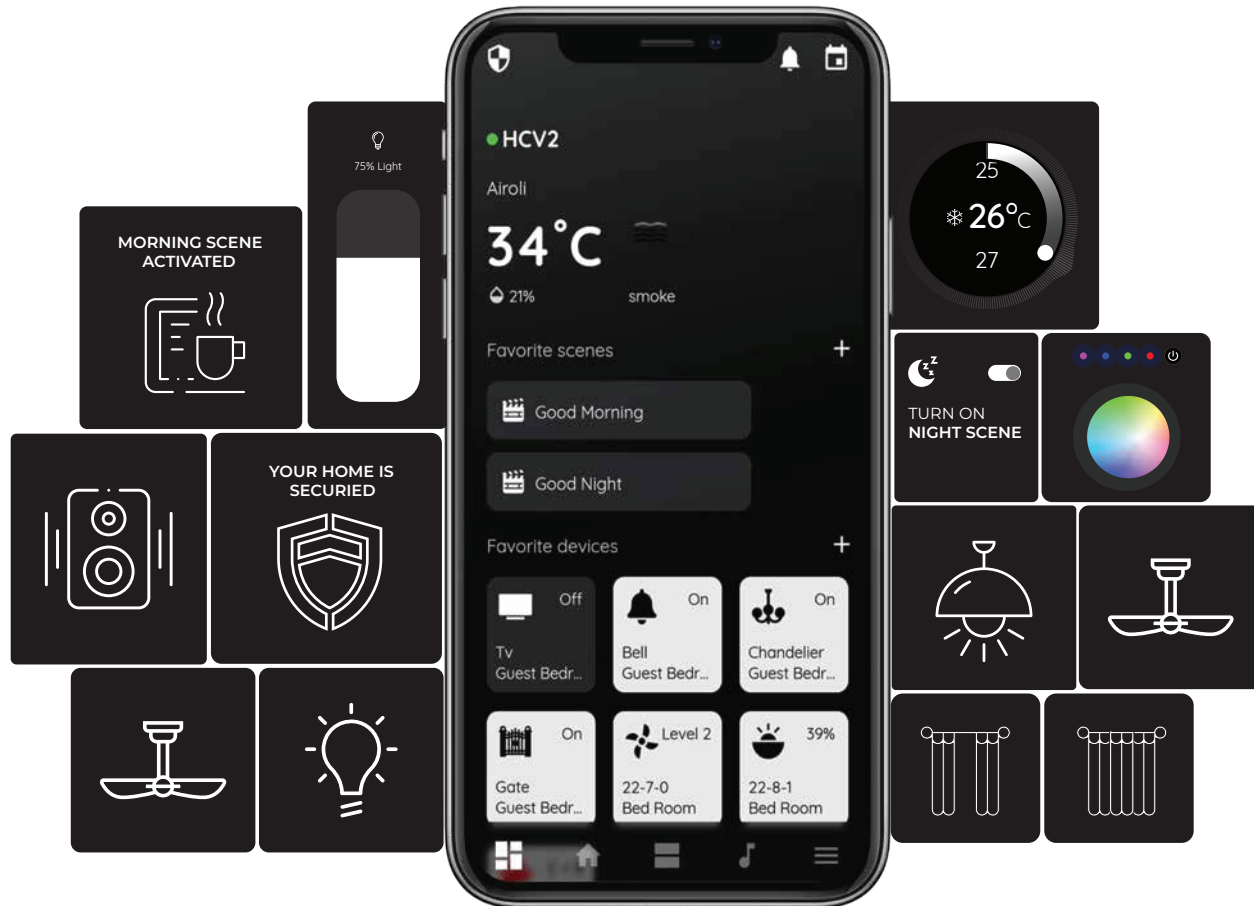 75% Light
MORNING SCENE
ACTIVATED
YOUR HOME IS
SECURIED
HCV2
Airoli
34°C
21%
smoke
Favorite scenes
+
Good Morning
Good Night
Favorite devices
+
Off
Tv
Guest Bedr...
On
Bell
Guest Bedr...
On
Chandelier
Guest Bedr...
On
Gate
Guest Bedr...
Level 2
22-7-0
Bed Room
39%
22-8-1
Bed Room
25
26°C
27
zzz
TURN ON
NIGHT SCENE